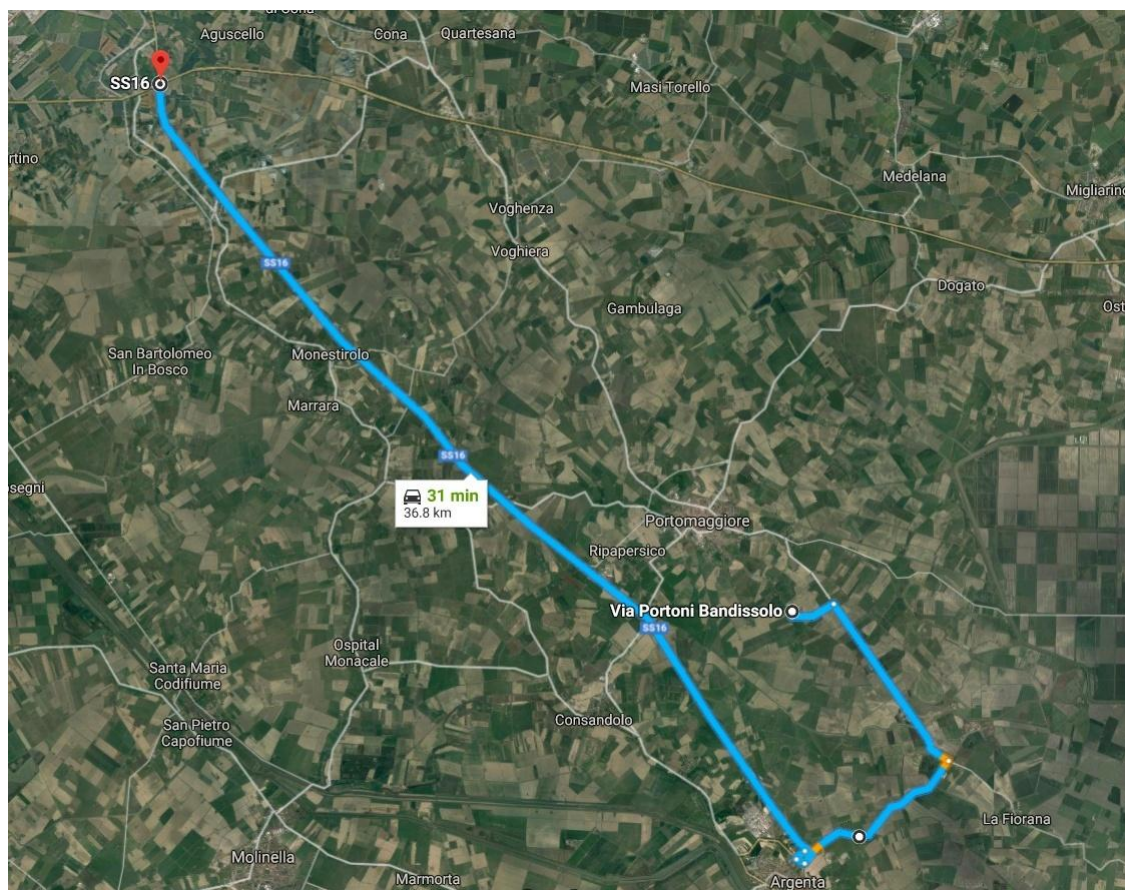 Aguscello
Cona
Quartesana
SS16
Masi Torello
rtino
Medelana
Migliarino
Voghenza
Voghiera
SS16
Dogato
Gambulaga
Ost
San Bartolomeo
In Bosco
Monestirolo
Marrara
SS16
segni
31 min
36.8 km
Portomaggiore
Ripapersico
Via Portoni Bandissolo
SS16
Ospital
Monacale
Santa Maria
Codifiume
San Pietro
Capofiume
Consandolo
La Fiorana
Molinella
Marmorta
Argenta